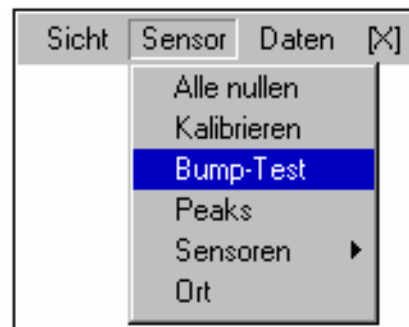 Sicht Sensor Daten [X]
Alle nullen
Kalibrieren
Bump-Test
Peaks
Sensoren
Ort